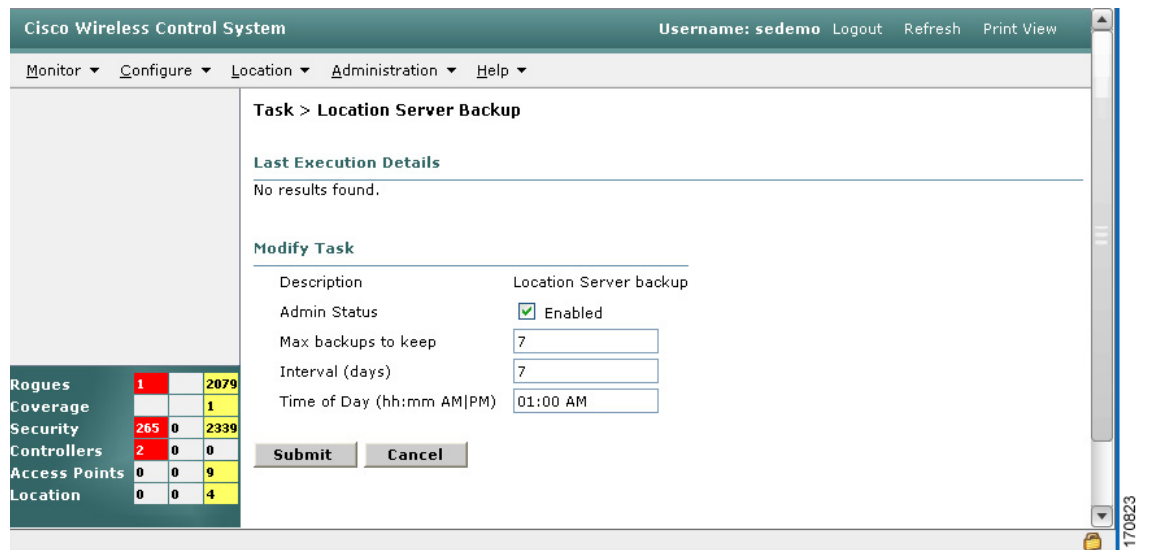 Cisco Wireless Control System Username: sedemo Logout Refresh Print View
Monitor Configure Location Administration Help
Task > Location Server Backup
Last Execution Details
No results found.
Modify Task
Description Location Server backup
Admin Status Enabled
Max backups to keep 7
Interval (days) 7
Time of Day (hh:mm AM|PM) 01:00 AM
Submit Cancel
Rogues 1 2079
Coverage 1
Security 265 0 2339
Controllers 2 0 0
Access Points 0 0 9
Location 0 0 4
170823